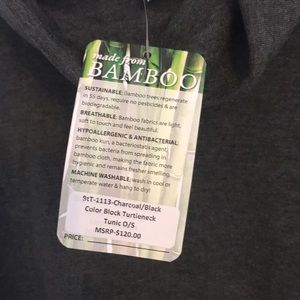 made from
BAMBOO
SUSTAINABLE: Bamboo trees regenerate
in 55 days, require no pesticides & are
biodegradable.
BREATHABLE: Bamboo fabrics are light,
soft to touch and feel beautiful.
HYPOALLERGENIC & ANTIBACTERIAL:
bamboo kun, a bacteriostatis agent,
prevents bacteria from spreading in
bamboo cloth, making the fabric more
hygienic and remains fresher smelling.
MACHINE WASHABLE: wash in cool or
temperate water & hang to dry!
BtT-1113-Charcoal/Black
Color Block Turtleneck
Tunic O/S
MSRP-$120.00
PRICE: